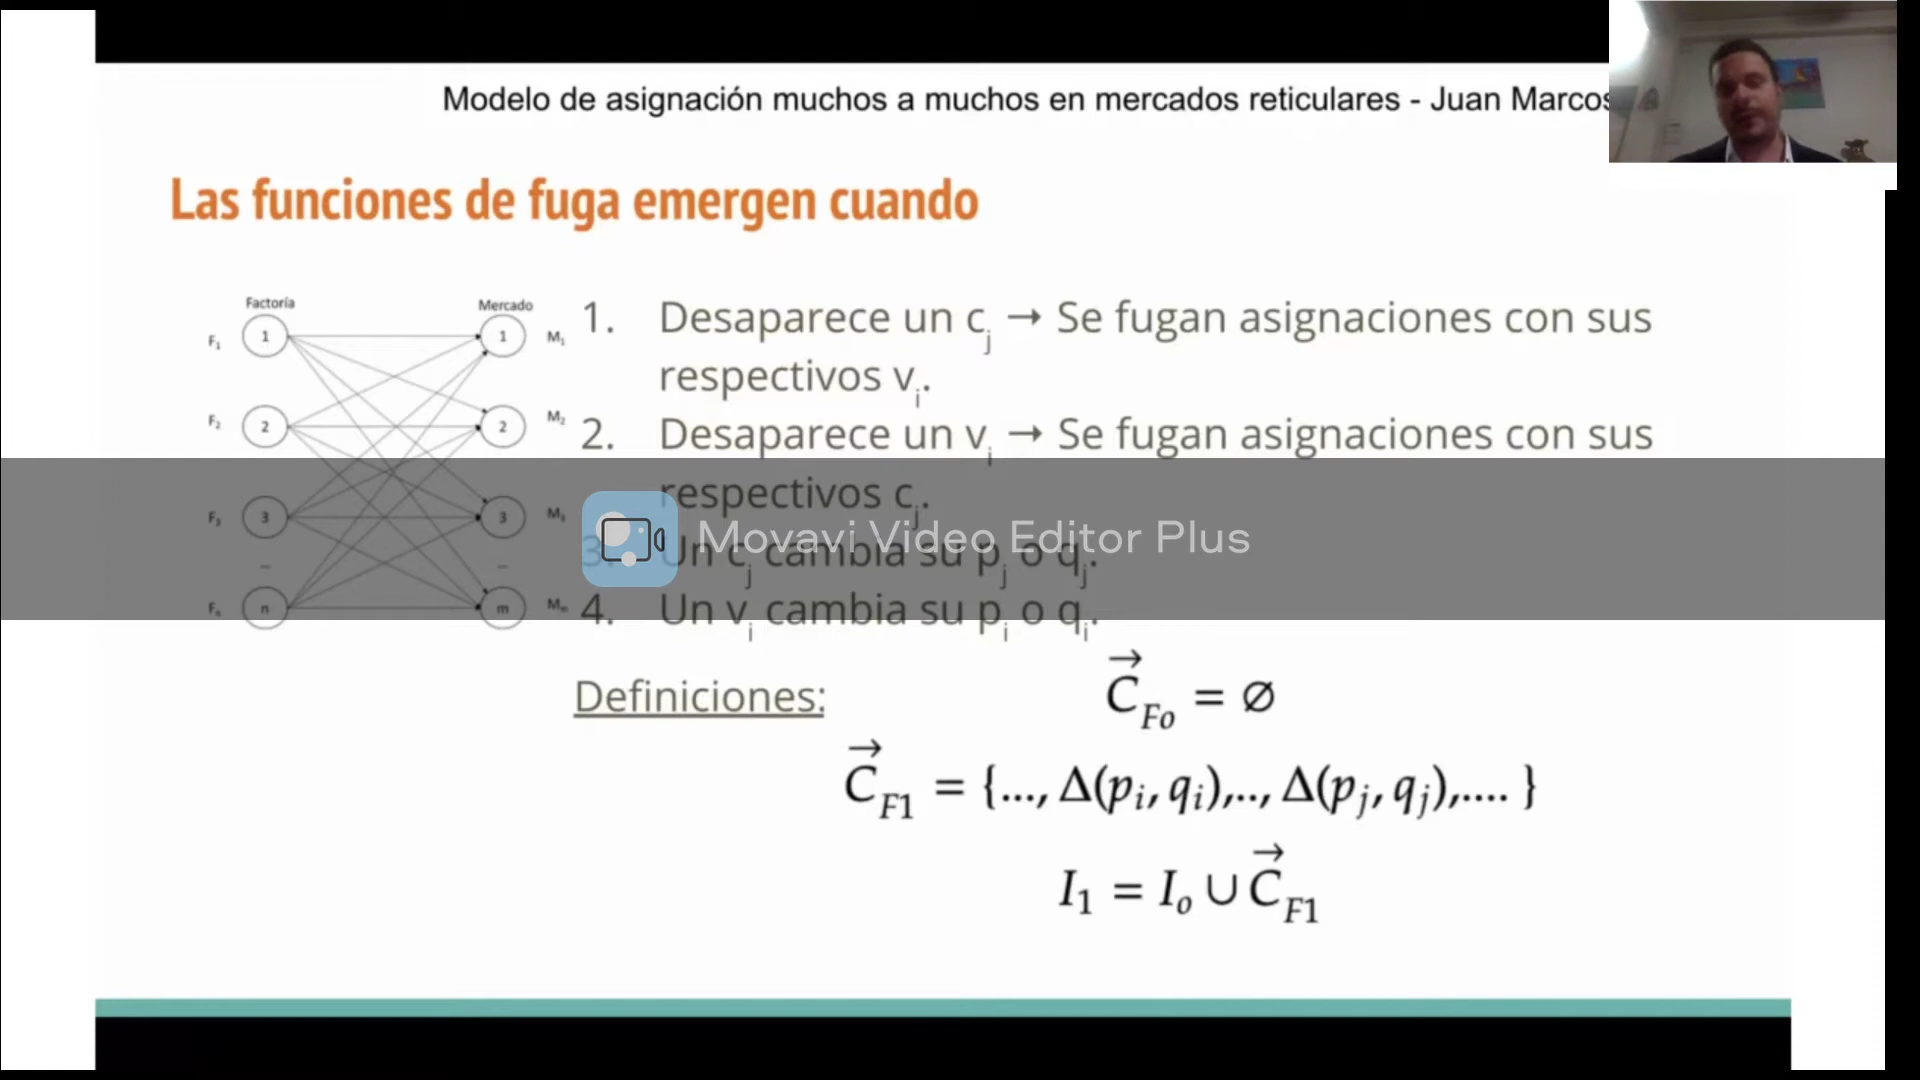 Modelo de asignación muchos a muchos en mercados reticulares - Juan Marcos
Las funciones de fuga emergen cuando
Factoría
Mercado
F₁ 1 1 M₁
F₂ 2 2 M₂
F₃ 3 3 M₃
– –
Fₙ n m Mₘ
1. Desaparece un cⱼ → Se fugan asignaciones con sus
respectivos vᵢ.
2. Desaparece un vᵢ → Se fugan asignaciones con sus
respectivos cⱼ.
3. Un cⱼ cambia su pⱼ o qⱼ.
4. Un vᵢ cambia su pᵢ o qᵢ.
Movavi Video Editor Plus
Definiciones:
C⃗_Fo = ∅
C⃗_F1 = {..., Δ(pᵢ, qᵢ),.., Δ(pⱼ, qⱼ),.... }
I₁ = Iₒ ∪ C⃗_F1